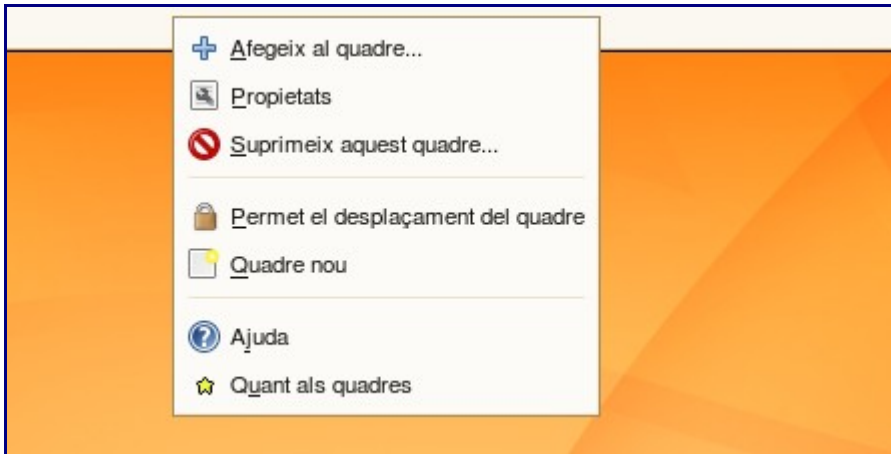 Afegeix al quadre...
Propietats
Suprimeix aquest quadre...
Permet el desplaçament del quadre
Quadre nou
Ajuda
Quant als quadres